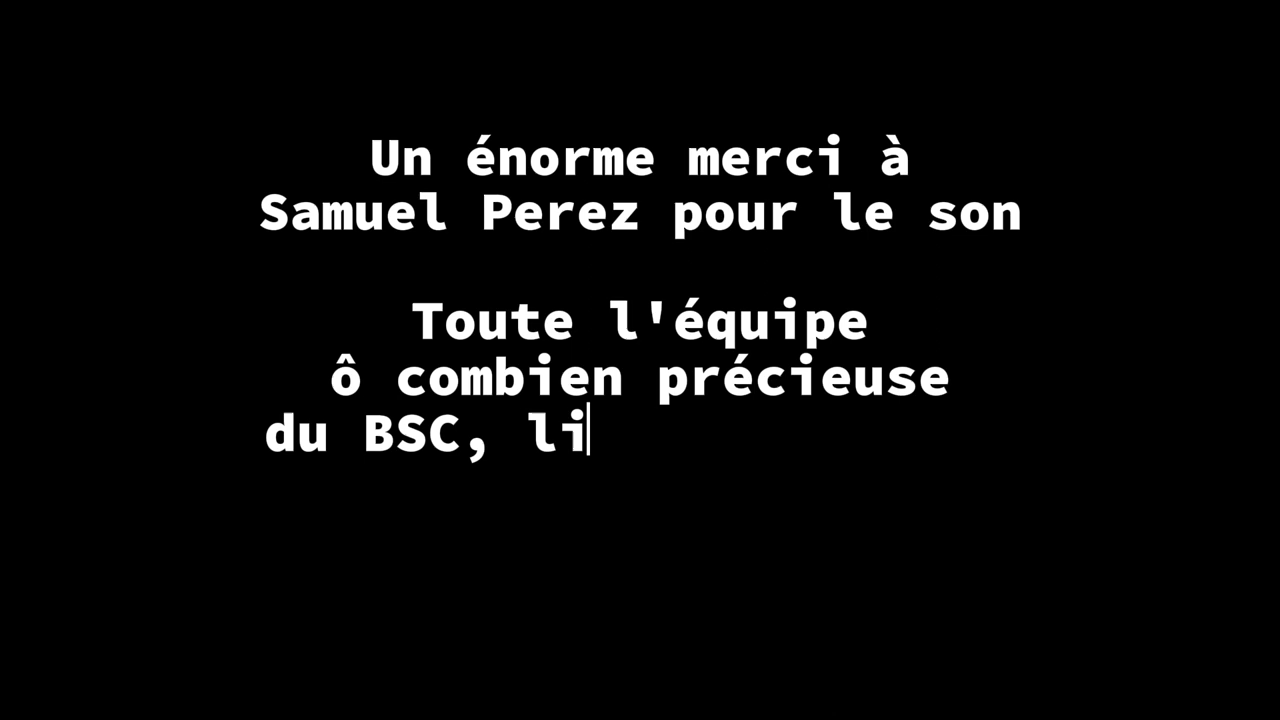 Un énorme merci à
Samuel Perez pour le son
Toute l'équipe
ô combien précieuse
du BSC, li